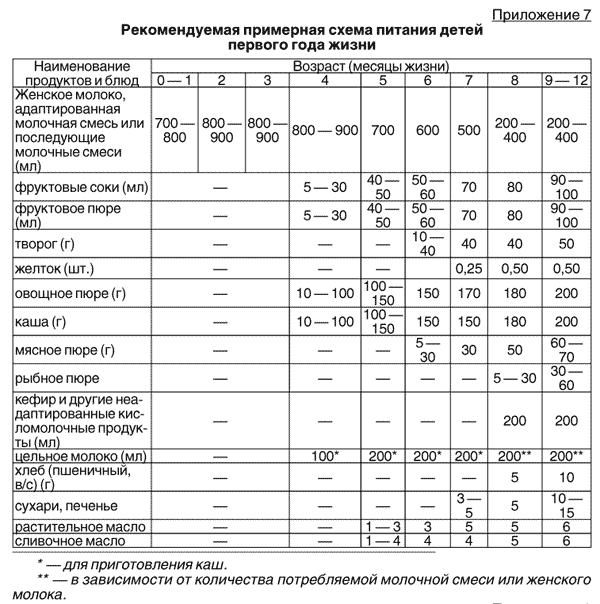 Приложение 7
Рекомендуемая примерная схема питания детей
первого года жизни
Наименование продуктов и блюд | Возраст (месяцы жизни)
0 — 1 | 2 | 3 | 4 | 5 | 6 | 7 | 8 | 9 — 12
Женское молоко,
адаптированная
молочная смесь или
последующие
молочные смеси
(мл) | 700 — 800 | 800 — 900 | 800 — 900 | 800 — 900 | 700 | 600 | 500 | 200 — 400 | 200 — 400
фруктовые соки (мл) | — | 5 — 30 | 40 — 50 | 50 — 60 | 70 | 80 | 90 — 100
фруктовое пюре
(мл) | — | 5 — 30 | 40 — 50 | 50 — 60 | 70 | 80 | 90 — 100
творог (г) | — | — | — | 10 — 40 | 40 | 40 | 50
желток (шт.) | — | — | — | — | 0,25 | 0,50 | 0,50
овощное пюре (г) | — | 10 — 100 | 100 — 150 | 150 | 170 | 180 | 200
каша (г) | — | 10 — 100 | 100 — 150 | 150 | 150 | 180 | 200
мясное пюре (г) | — | — | — | 5 — 30 | 30 | 50 | 60 — 70
рыбное пюре | — | — | — | — | — | 5 — 30 | 30 — 60
кефир и другие неа-
даптированные кис-
ломолочные продук-
ты (мл) | — | — | — | — | — | 200 | 200
цельное молоко (мл) | — | 100* | 200* | 200* | 200* | 200** | 200**
хлеб (пшеничный,
в/с) (г) | — | — | — | — | — | 5 | 10
сухари, печенье | — | — | — | — | 3 — 5 | 5 | 10 — 15
растительное масло | — | | 1 — 3 | 3 | 5 | 5 | 6
сливочное масло | — | | 1 — 4 | 4 | 4 | 5 | 6
* — для приготовления каш.
** — в зависимости от количества потребляемой молочной смеси или женского
молока.